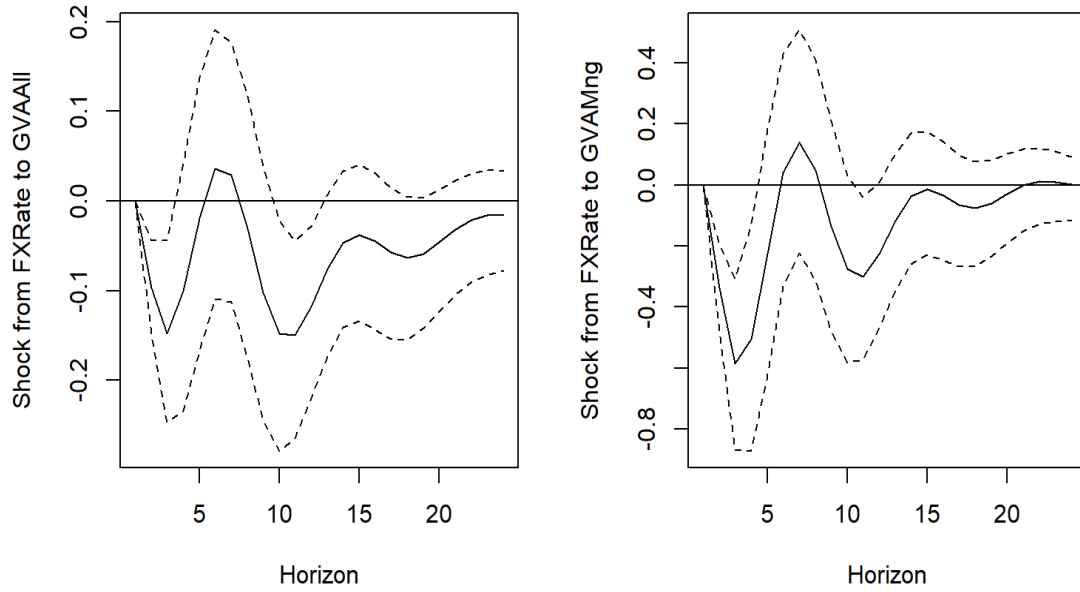 Shock from FXRate to GVAAll
0.2
0.1
0.0
-0.1
-0.2
5 10 15 20
Horizon
Shock from FXRate to GVAMng
0.4
0.2
0.0
-0.4
-0.8
5 10 15 20
Horizon